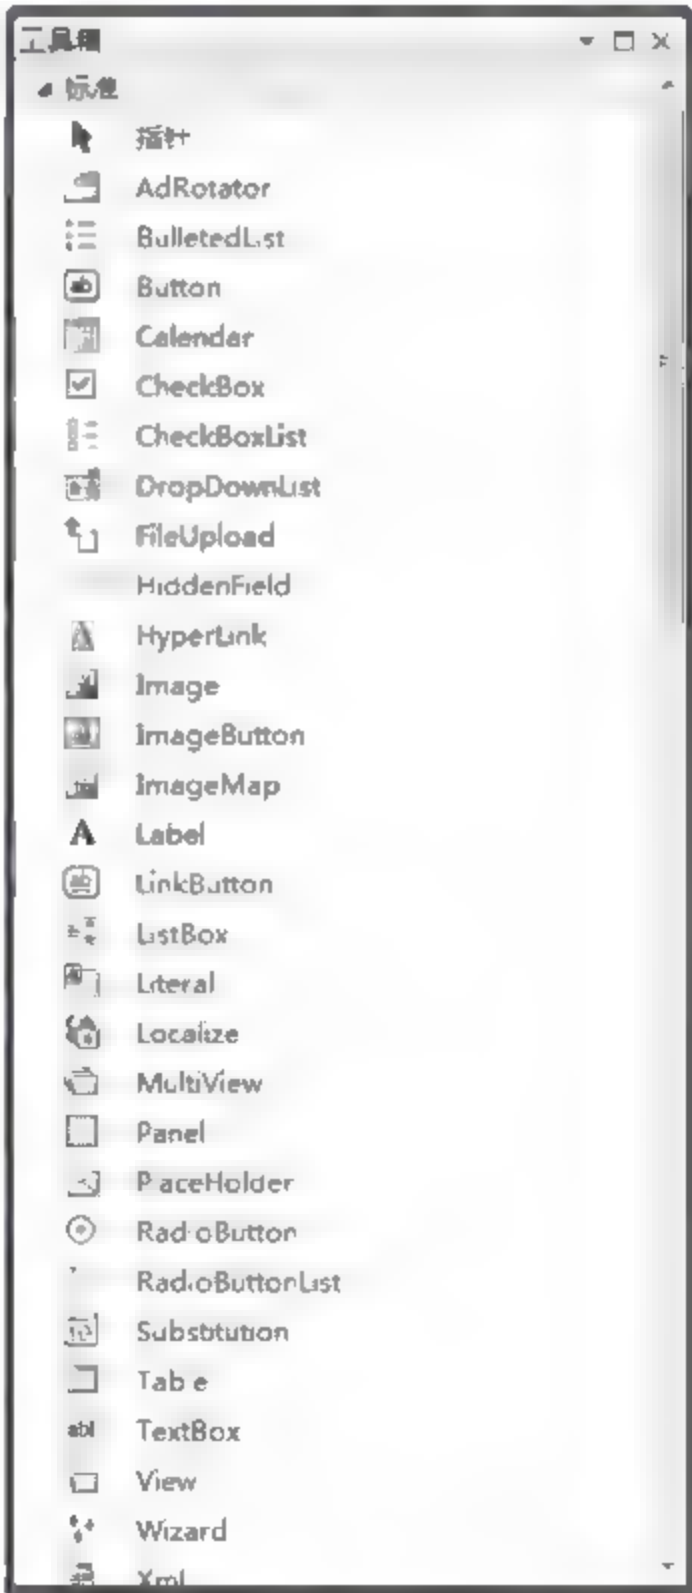 工具箱
标准
指针
AdRotator
BulletedList
Button
Calendar
CheckBox
CheckBoxList
DropDownList
FileUpload
HiddenField
HyperLink
Image
ImageButton
ImageMap
Label
LinkButton
ListBox
Literal
Localize
MultiView
Panel
PlaceHolder
RadioButton
RadioButtonList
Substitution
Table
TextBox
View
Wizard
Xml